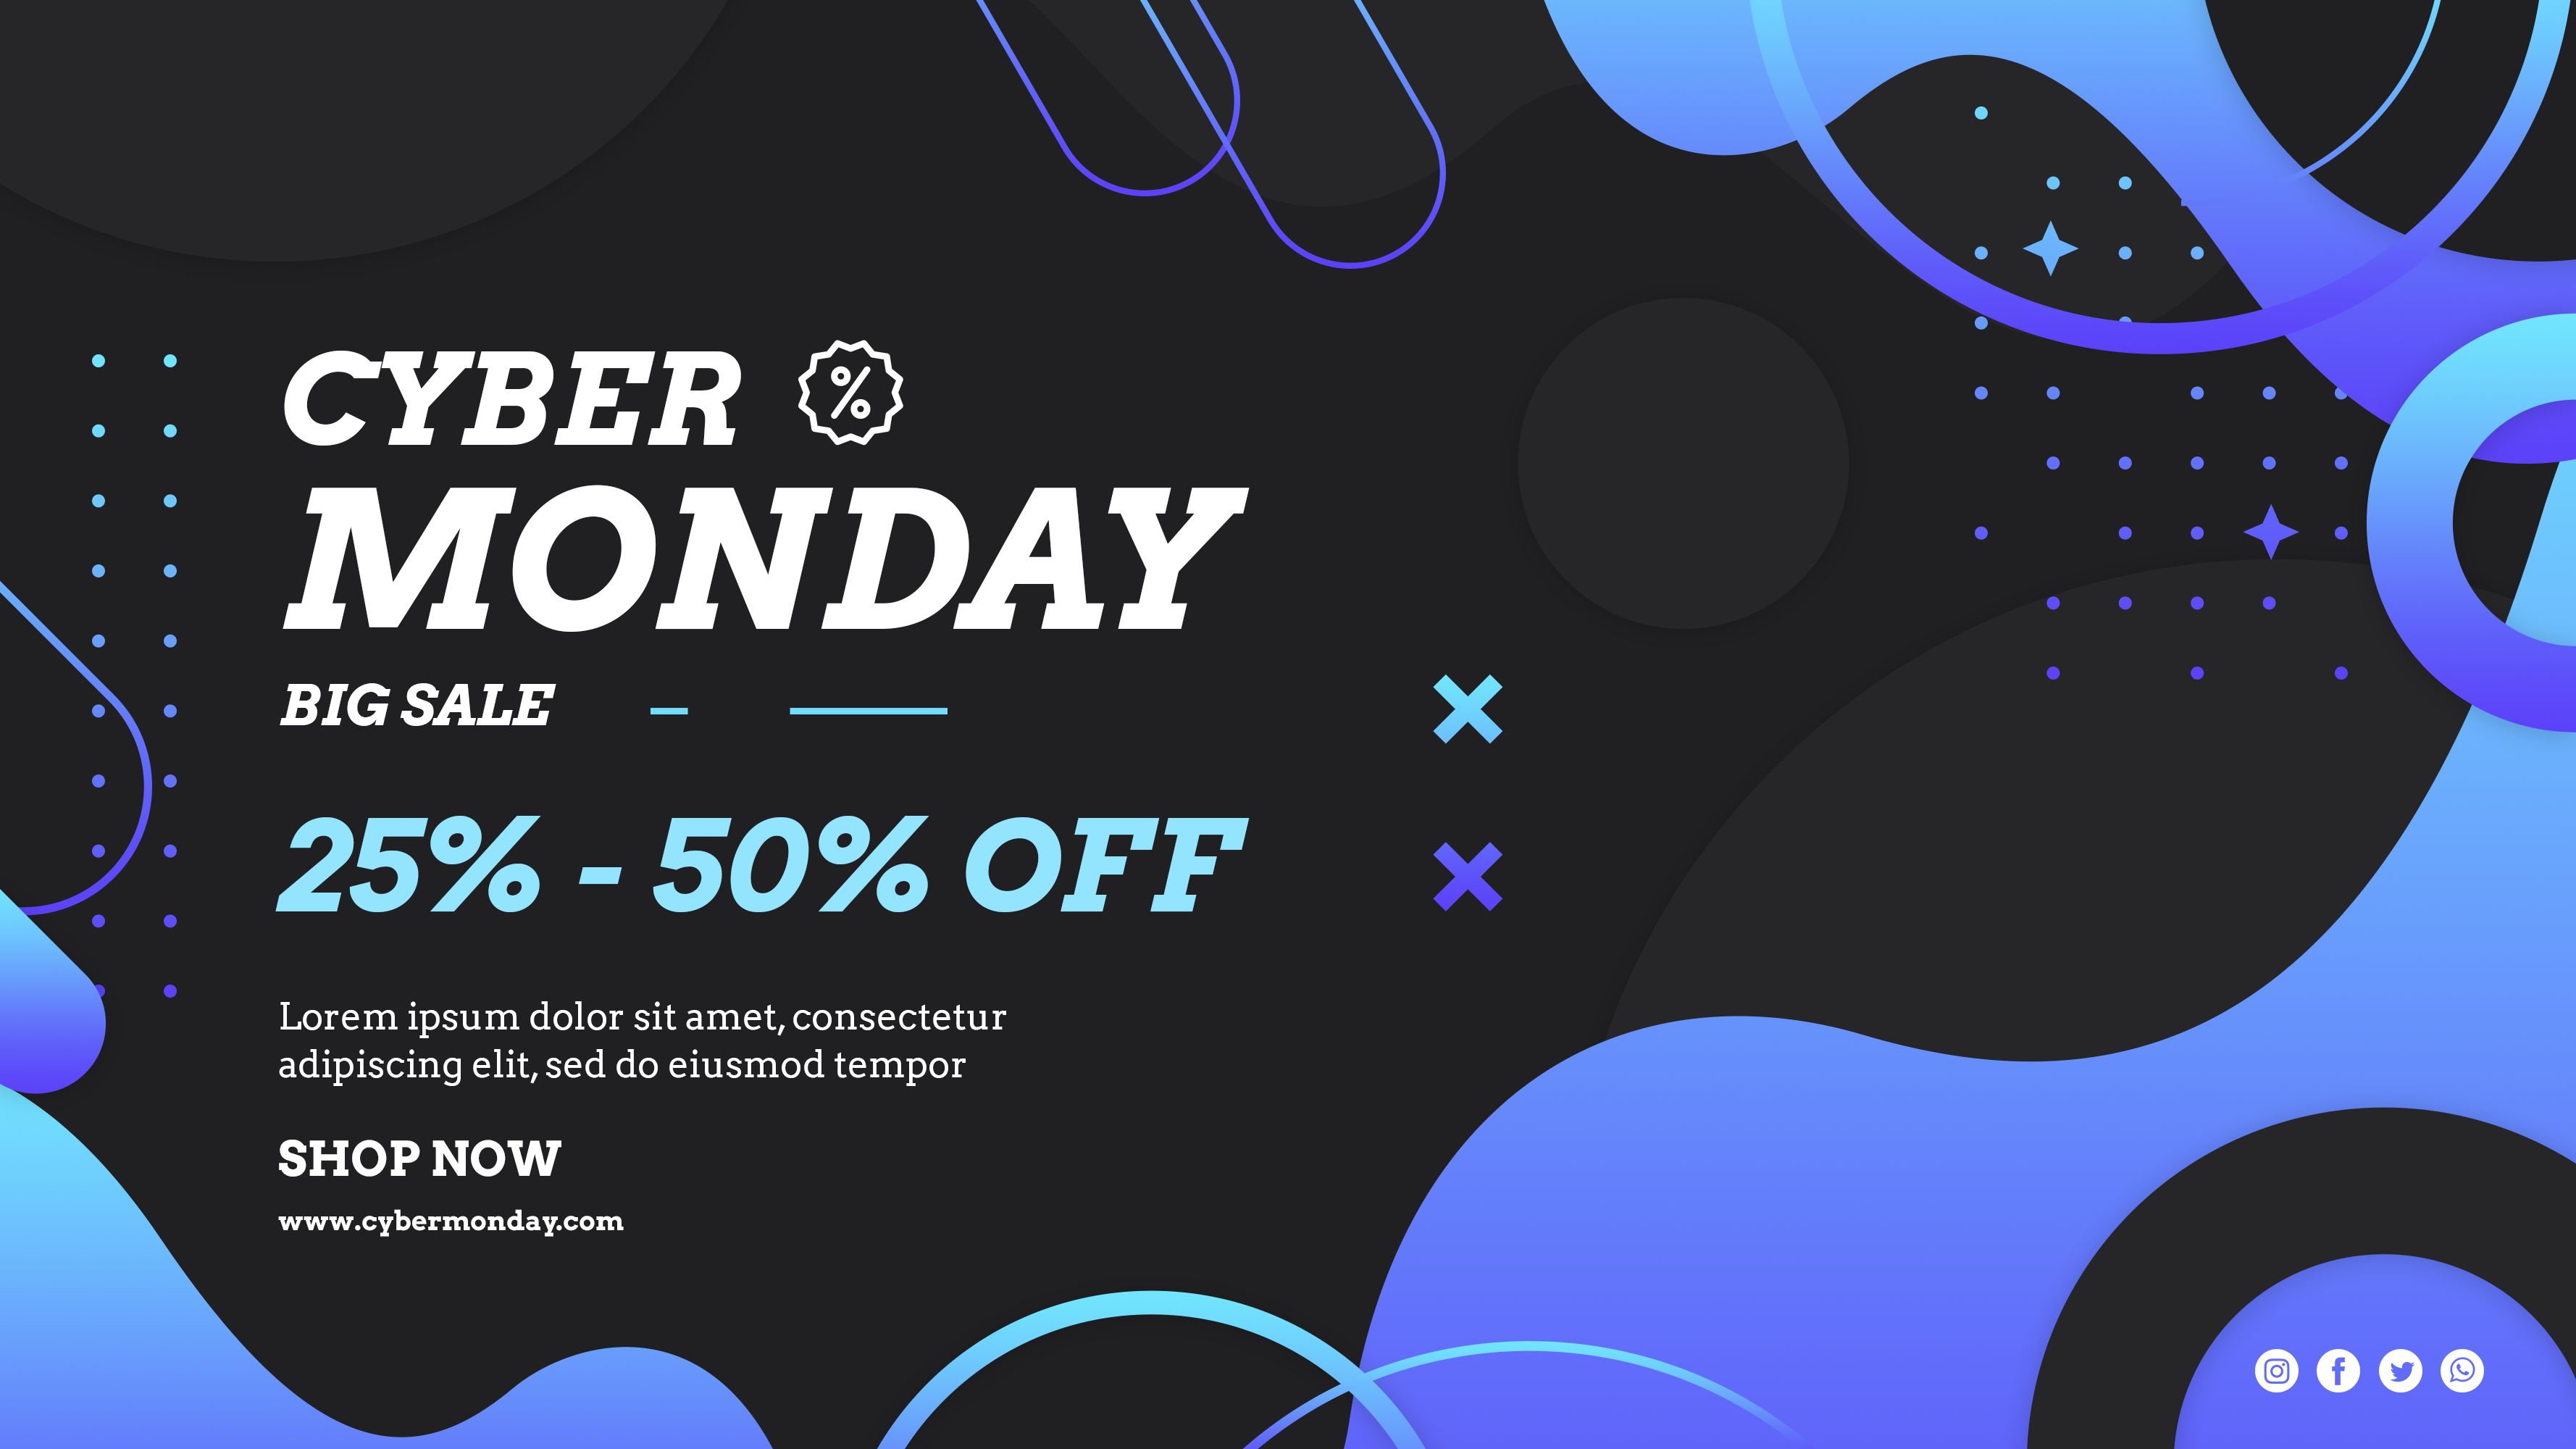 CYBER
MONDAY
BIG SALE
25% - 50% OFF
Lorem ipsum dolor sit amet, consectetur
adipiscing elit, sed do eiusmod tempor
SHOP NOW
www.cybermonday.com